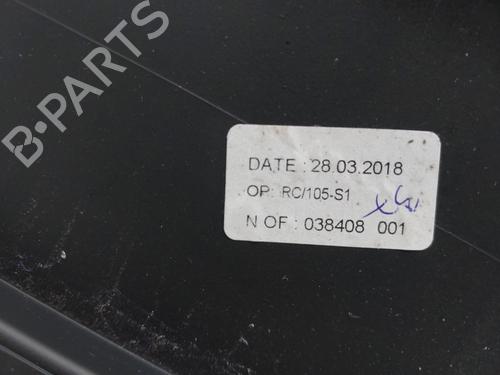 B-PARTS
DATE : 28.03.2018
OP: RC/105-S1
N OF : 038408 001